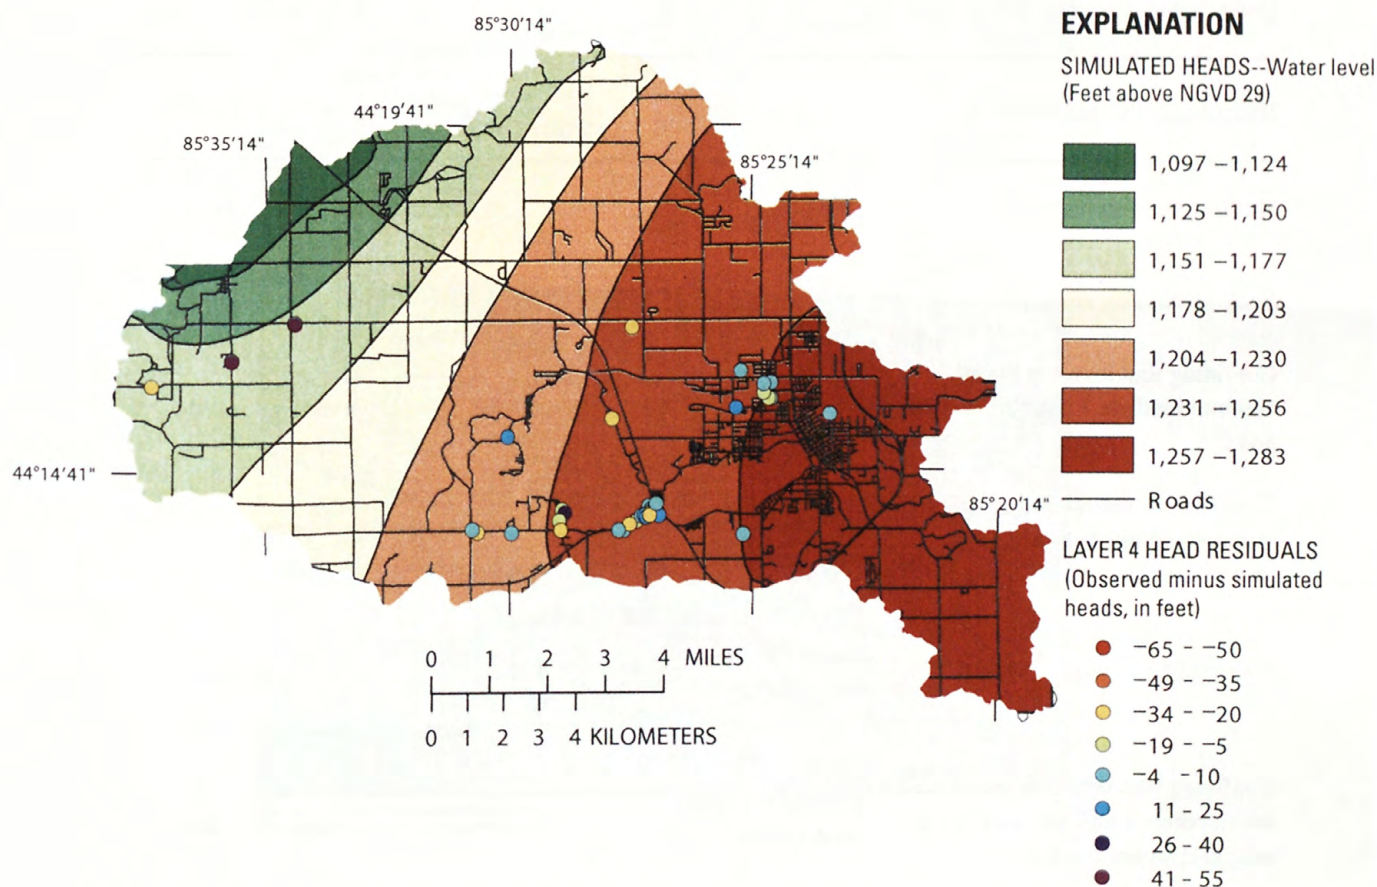 85°30'14"
44°19'41"
85°35'14"
85°25'14"
44°14'41"
85°20'14"
0 1 2 3 4 MILES
0 1 2 3 4 KILOMETERS
EXPLANATION
SIMULATED HEADS--Water level
(Feet above NGVD 29)
1,097 –1,124
1,125 –1,150
1,151 –1,177
1,178 –1,203
1,204 –1,230
1,231 –1,256
1,257 –1,283
Roads
LAYER 4 HEAD RESIDUALS
(Observed minus simulated
heads, in feet)
–65 - –50
–49 - –35
–34 - –20
–19 - –5
–4 - 10
11 - 25
26 - 40
41 - 55